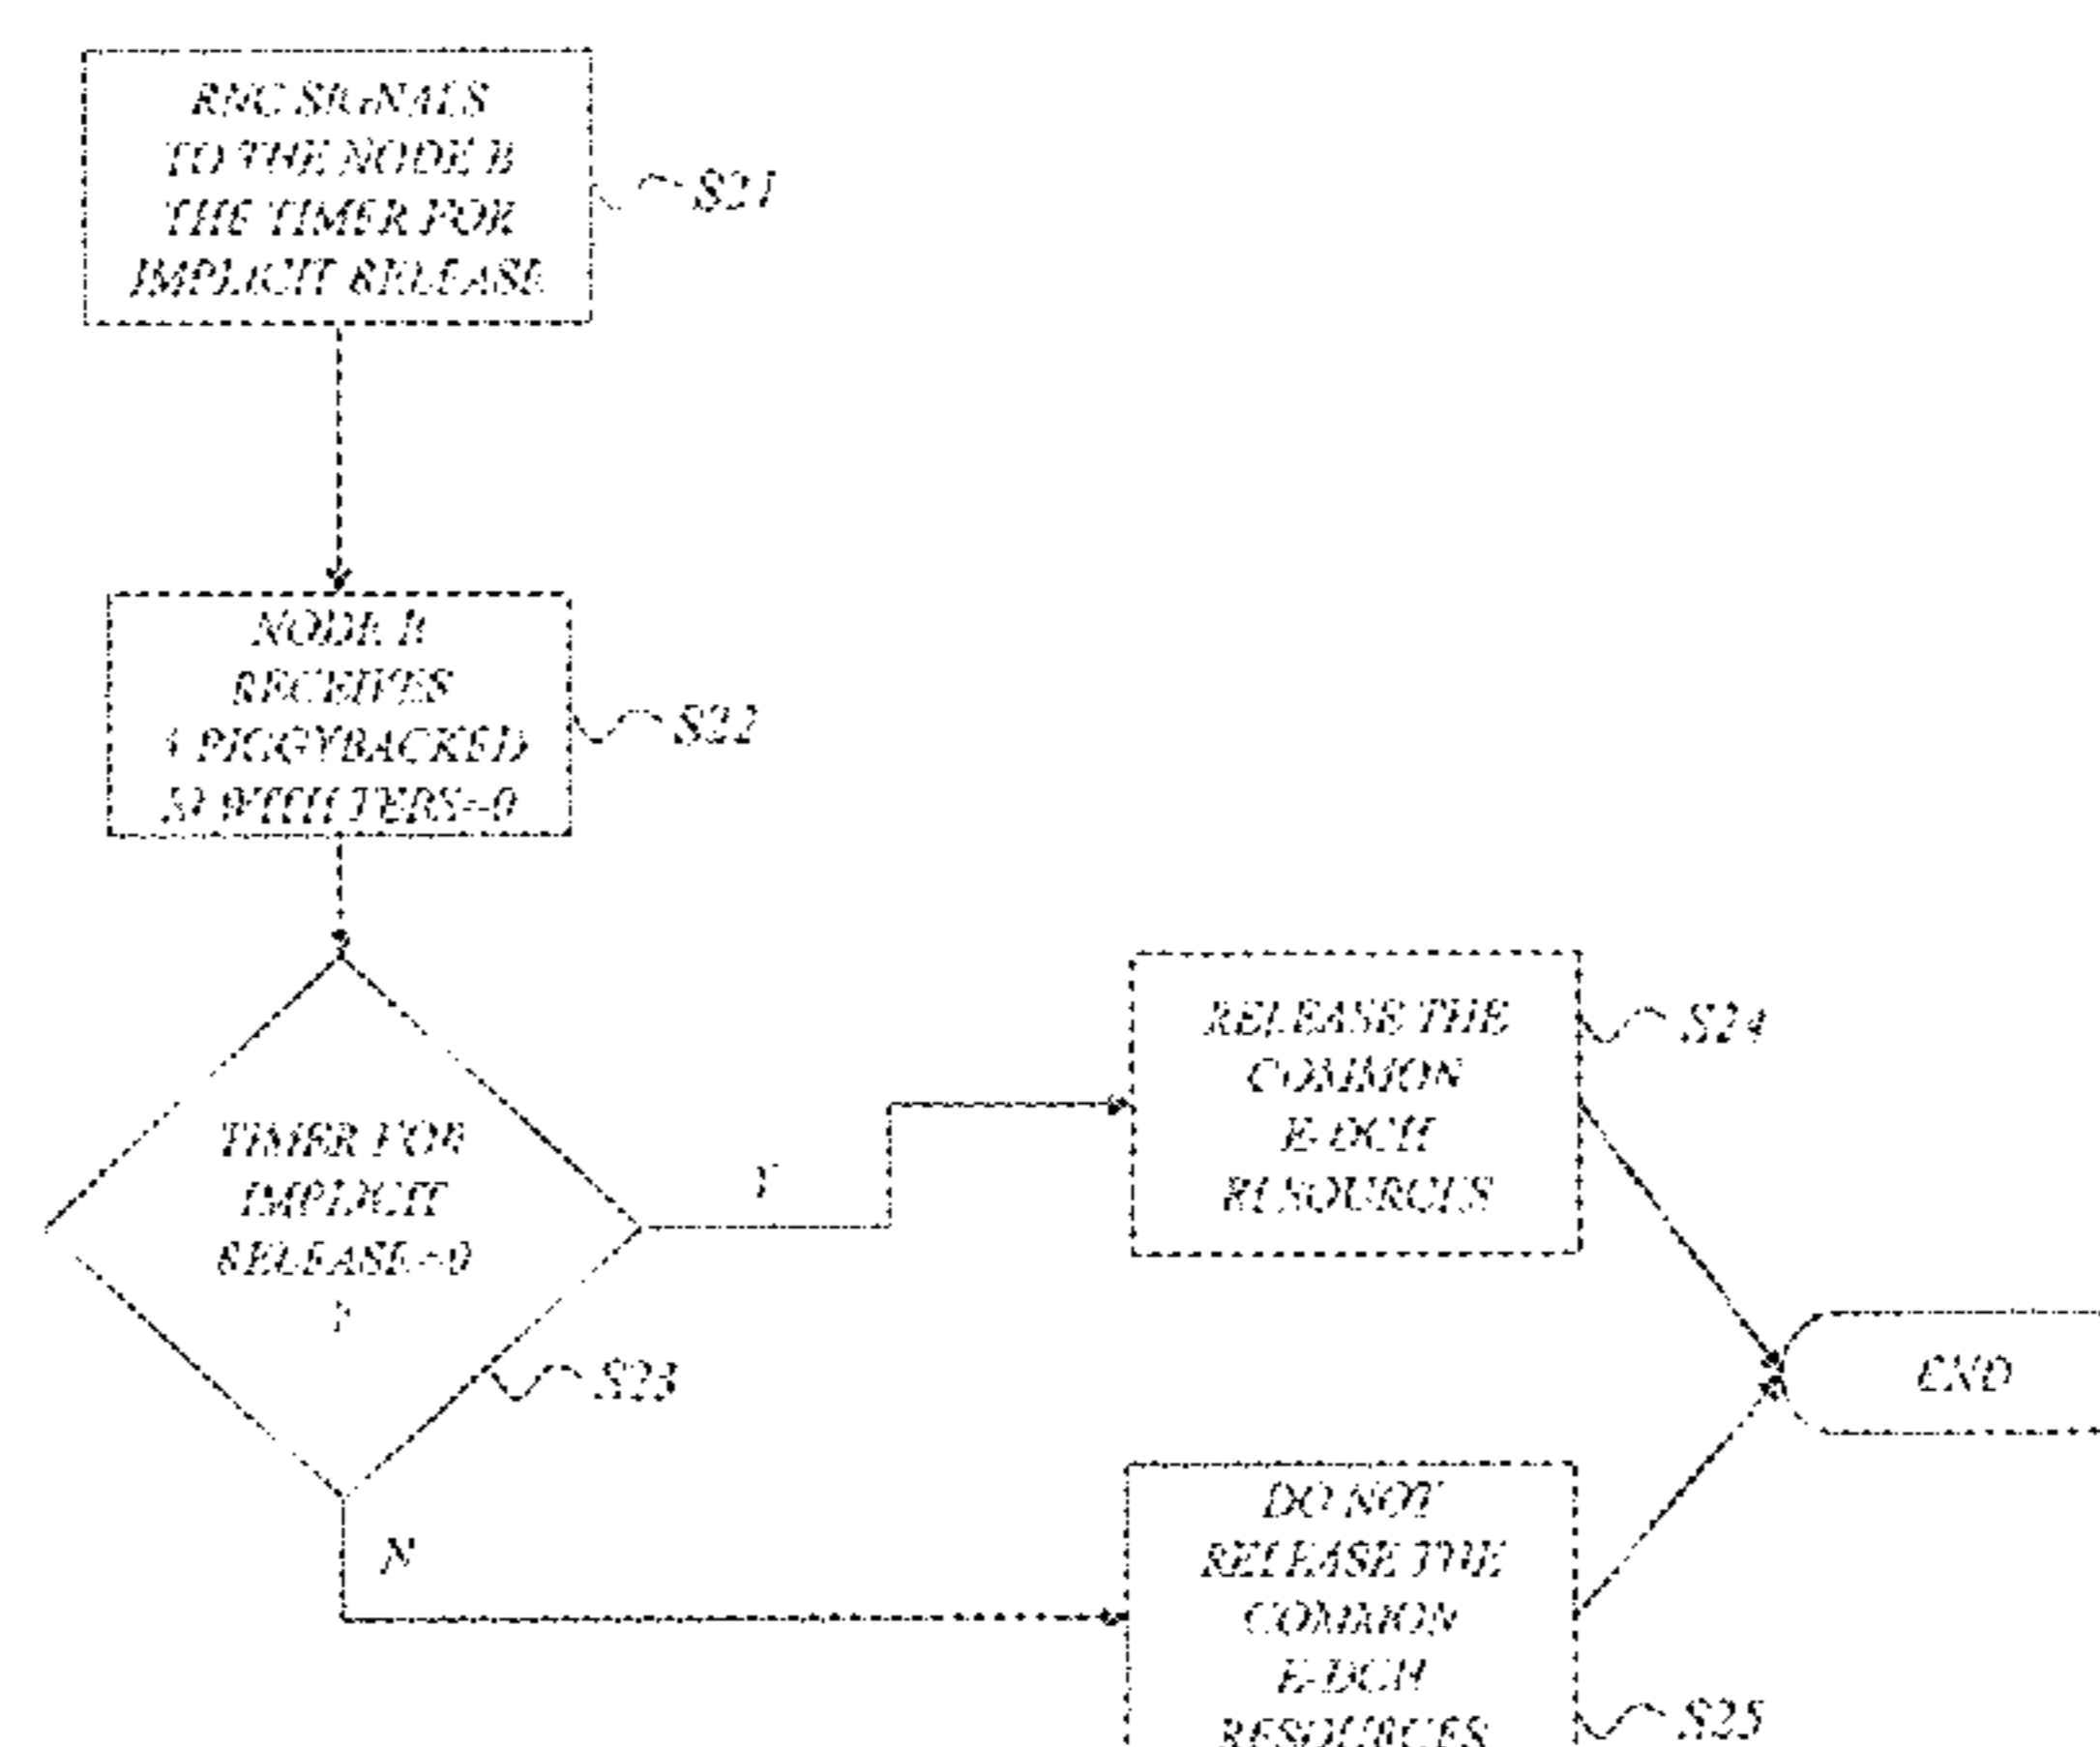 RNC SIGNALS
TO THE NODE B
THE TIMER FOR
IMPLICIT RELEASE
S21
NODE B
RECEIVES
A PIGGYBACKED
SI WITH TEBS=0
S22
TIMER FOR
IMPLICIT
RELEASE=0
?
S23
Y
N
RELEASE THE
COMMON
E-DCH
RESOURCES
S24
END
DO NOT
RELEASE THE
COMMON
E-DCH
RESOURCES
S25